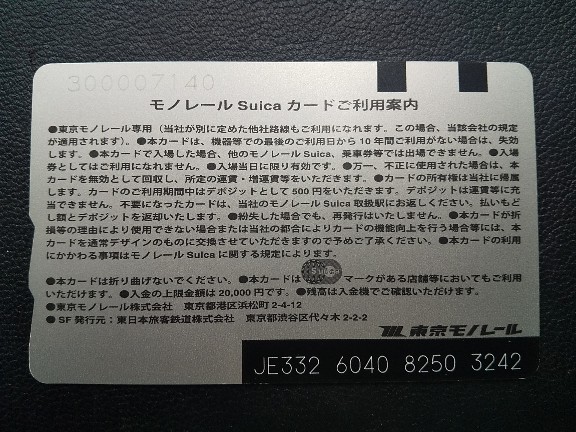 300007140
モノレール Suica カードご利用案内
●東京モノレール専用（当社が別に定めた他社路線もご利用になれます。この場合、当該会社の規定
が適用されます）。●本カードは、機器等での最後のご利用日から 10 年間ご利用がない場合は、失効
します。●本カードで入場した場合、他のモノレール Suica、乗車券等では出場できません。●入場
券としてはご利用になれません。●入場当日に限り有効です。●万一、不正に使用された場合は、本
カードを無効として回収し、所定の運賃・増運賃等をいただきます。●カードの所有権は当社に帰属
します。カードのご利用期間中はデポジットとして 500 円をいただきます。デポジットは運賃等に充
当できません。不要になったカードは、当社のモノレール Suica 取扱駅にお返しください。払いもど
し額とデポジットを返却いたします。●紛失した場合でも、再発行はいたしません。●本カードが折
損等の理由により使用できない場合または当社の都合によりカードの機能向上を行う場合等には、本
カードを通常デザインのものに交換させていただきますので予めご了承ください。●本カードの利用
にかかわる事項はモノレール Suica に関する規定によります。
●本カードは折り曲げないでください。●本カードは Suica マークがある店舗等においてもご利用
いただけます。●入金の上限金額は 20,000 円です。●残高は入金機でご確認いただけます。
●東京モノレール株式会社 東京都港区浜松町 2-4-12
●SF 発行元：東日本旅客鉄道株式会社 東京都渋谷区代々木 2-2-2
東京モノレール
JE332 6040 8250 3242